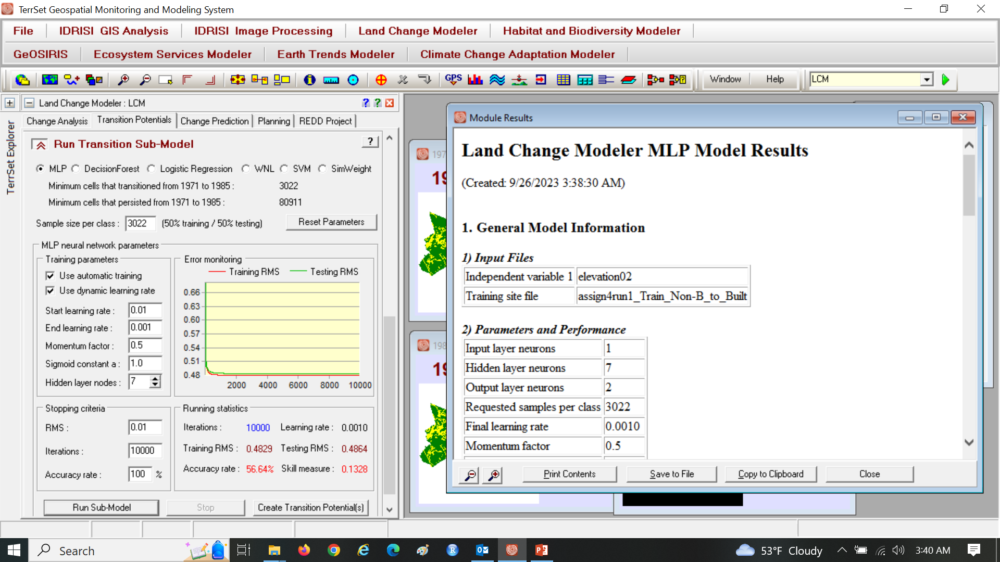 TerrSet Geospatial Monitoring and Modeling System
File IDRISI GIS Analysis IDRISI Image Processing Land Change Modeler Habitat and Biodiversity Modeler
GeOSIRIS Ecosystem Services Modeler Earth Trends Modeler Climate Change Adaptation Modeler
GPS Window Help LCM
TerrSet Explorer
Land Change Modeler : LCM
Change Analysis Transition Potentials Change Prediction Planning REDD Project
Run Transition Sub-Model ?
MLP DecisionForest Logistic Regression WNL SVM SimWeight
Minimum cells that transitioned from 1971 to 1985 : 3022
Minimum cells that persisted from 1971 to 1985 : 80911
Sample size per class : 3022 (50% training / 50% testing) Reset Parameters
MLP neural network parameters
Training parameters
Use automatic training
Use dynamic learning rate
Start learning rate : 0.01
End learning rate : 0.001
Momentum factor : 0.5
Sigmoid constant a : 1.0
Hidden layer nodes : 7
Error monitoring
Training RMS Testing RMS
0.66
0.63
0.60
0.57
0.54
0.51
0.48
2000 4000 6000 8000 10000
Stopping criteria
RMS : 0.01
Iterations : 10000
Accuracy rate : 100 %
Running statistics
Iterations : 10000 Learning rate : 0.0010
Training RMS : 0.4829 Testing RMS : 0.4864
Accuracy rate : 56.64% Skill measure : 0.1328
Run Sub-Model Stop Create Transition Potential(s)
197
19
198
19
Module Results
Land Change Modeler MLP Model Results
(Created: 9/26/2023 3:38:30 AM)
1. General Model Information
1) Input Files
Independent variable 1 elevation02
Training site file assign4run1_Train_Non-B_to_Built
2) Parameters and Performance
Input layer neurons 1
Hidden layer neurons 7
Output layer neurons 2
Requested samples per class 3022
Final learning rate 0.0010
Momentum factor 0.5
Print Contents Save to File Copy to Clipboard Close
Search 53°F Cloudy 3:40 AM